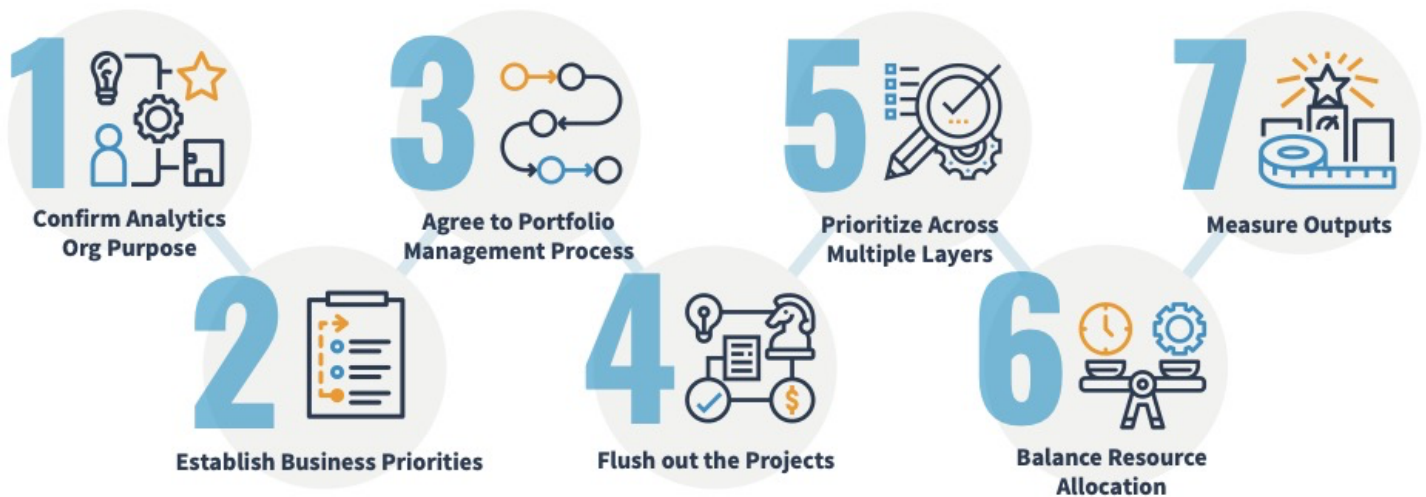 1
Confirm Analytics
Org Purpose
2
Establish Business Priorities
3
Agree to Portfolio
Management Process
4
Flush out the Projects
5
Prioritize Across
Multiple Layers
6
Balance Resource
Allocation
7
Measure Outputs